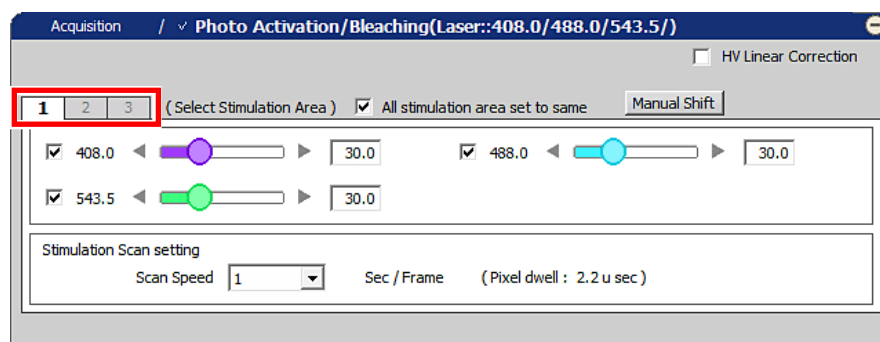 Acquisition / ✓ Photo Activation/Bleaching(Laser::408.0/488.0/543.5/)
HV Linear Correction
1 2 3 ( Select Stimulation Area ) All stimulation area set to same Manual Shift
408.0 30.0 488.0 30.0
543.5 30.0
Stimulation Scan setting
Scan Speed 1 Sec / Frame ( Pixel dwell : 2.2 u sec )